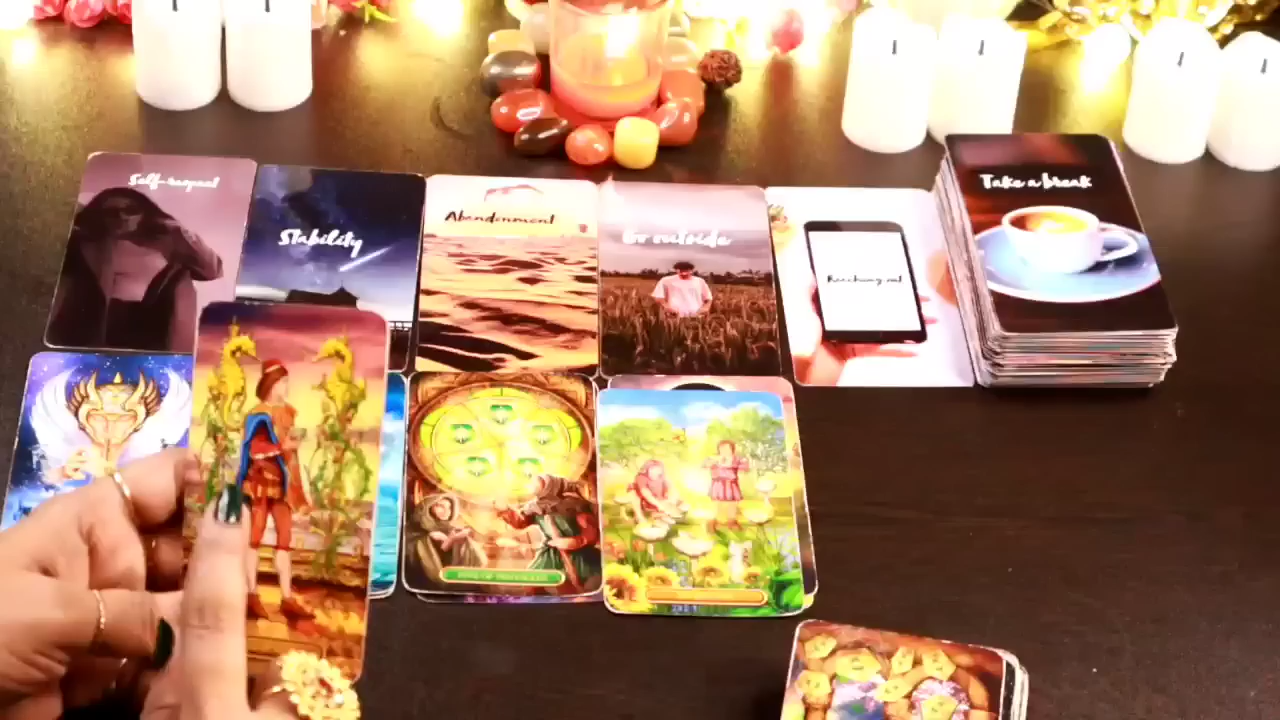 Self-respect
Stability
Abandonment
Go outside
Reaching out
Take a break